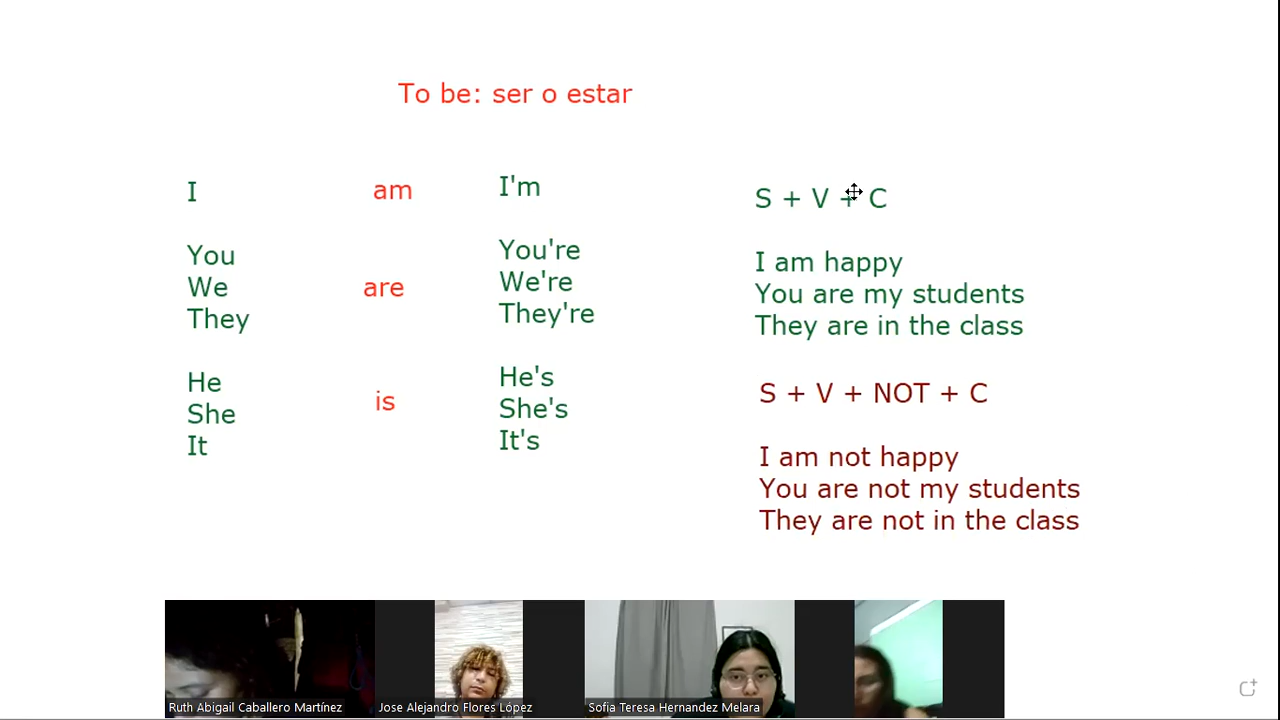 To be: ser o estar
I
You
We
They
He
She
It
am
are
is
I'm
You're
We're
They're
He's
She's
It's
S + V + C
I am happy
You are my students
They are in the class
S + V + NOT + C
I am not happy
You are not my students
They are not in the class
Ruth Abigail Caballero Martínez
Jose Alejandro Flores López
Sofia Teresa Hernandez Melara